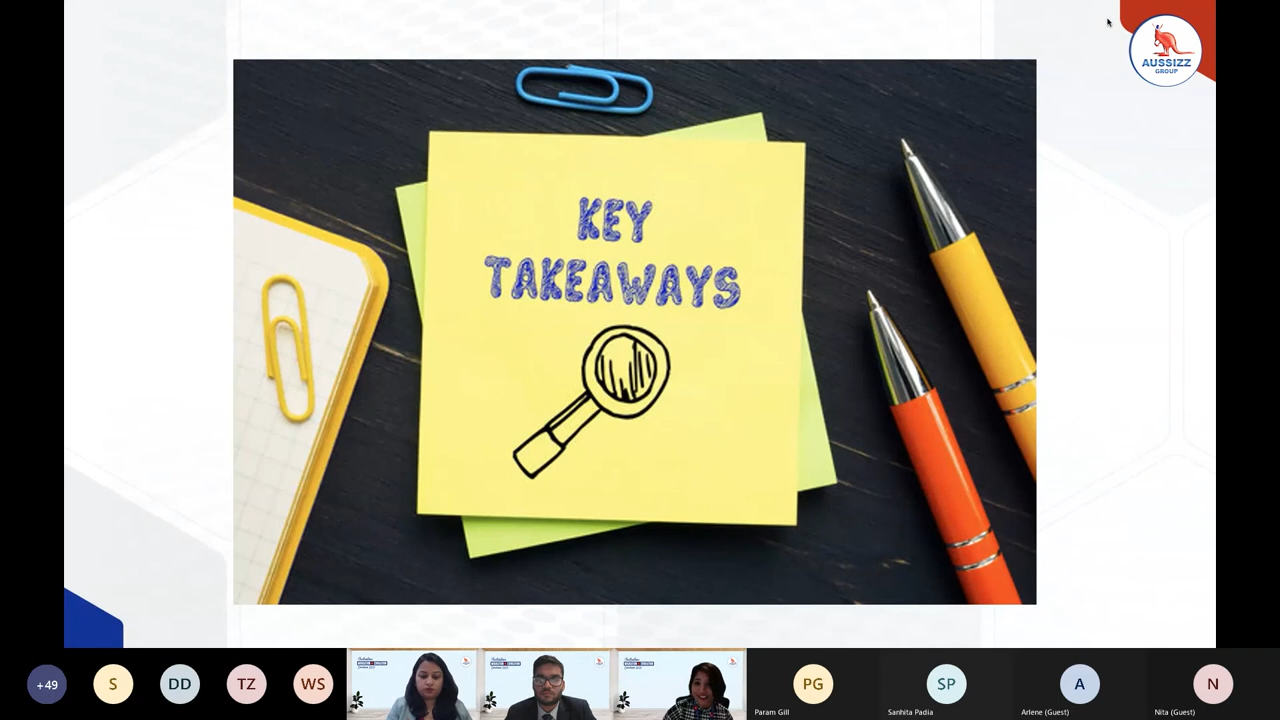 AUSSIZZ
GROUP
KEY
TAKEAWAYS
+49
S
DD
TZ
WS
PG
Param Gill
SP
Sanhita Padia
A
Arlene (Guest)
N
Nita (Guest)